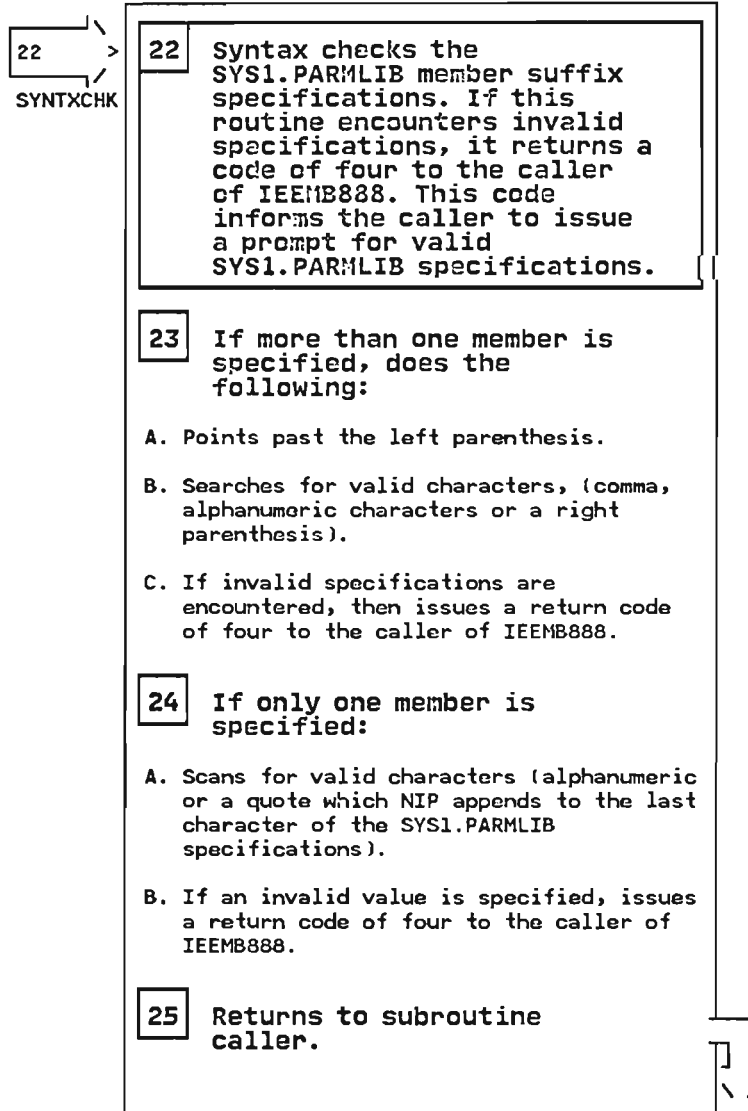 22 >
SYNTXCHK
22 Syntax checks the
SYS1.PARMLIB member suffix
specifications. If this
routine encounters invalid
specifications, it returns a
code of four to the caller
of IEEMB888. This code
informs the caller to issue
a prompt for valid
SYS1.PARMLIB specifications.
23 If more than one member is
specified, does the
following:
A. Points past the left parenthesis.
B. Searches for valid characters, (comma,
alphanumeric characters or a right
parenthesis).
C. If invalid specifications are
encountered, then issues a return code
of four to the caller of IEEMB888.
24 If only one member is
specified:
A. Scans for valid characters (alphanumeric
or a quote which NIP appends to the last
character of the SYS1.PARMLIB
specifications).
B. If an invalid value is specified, issues
a return code of four to the caller of
IEEMB888.
25 Returns to subroutine
caller.